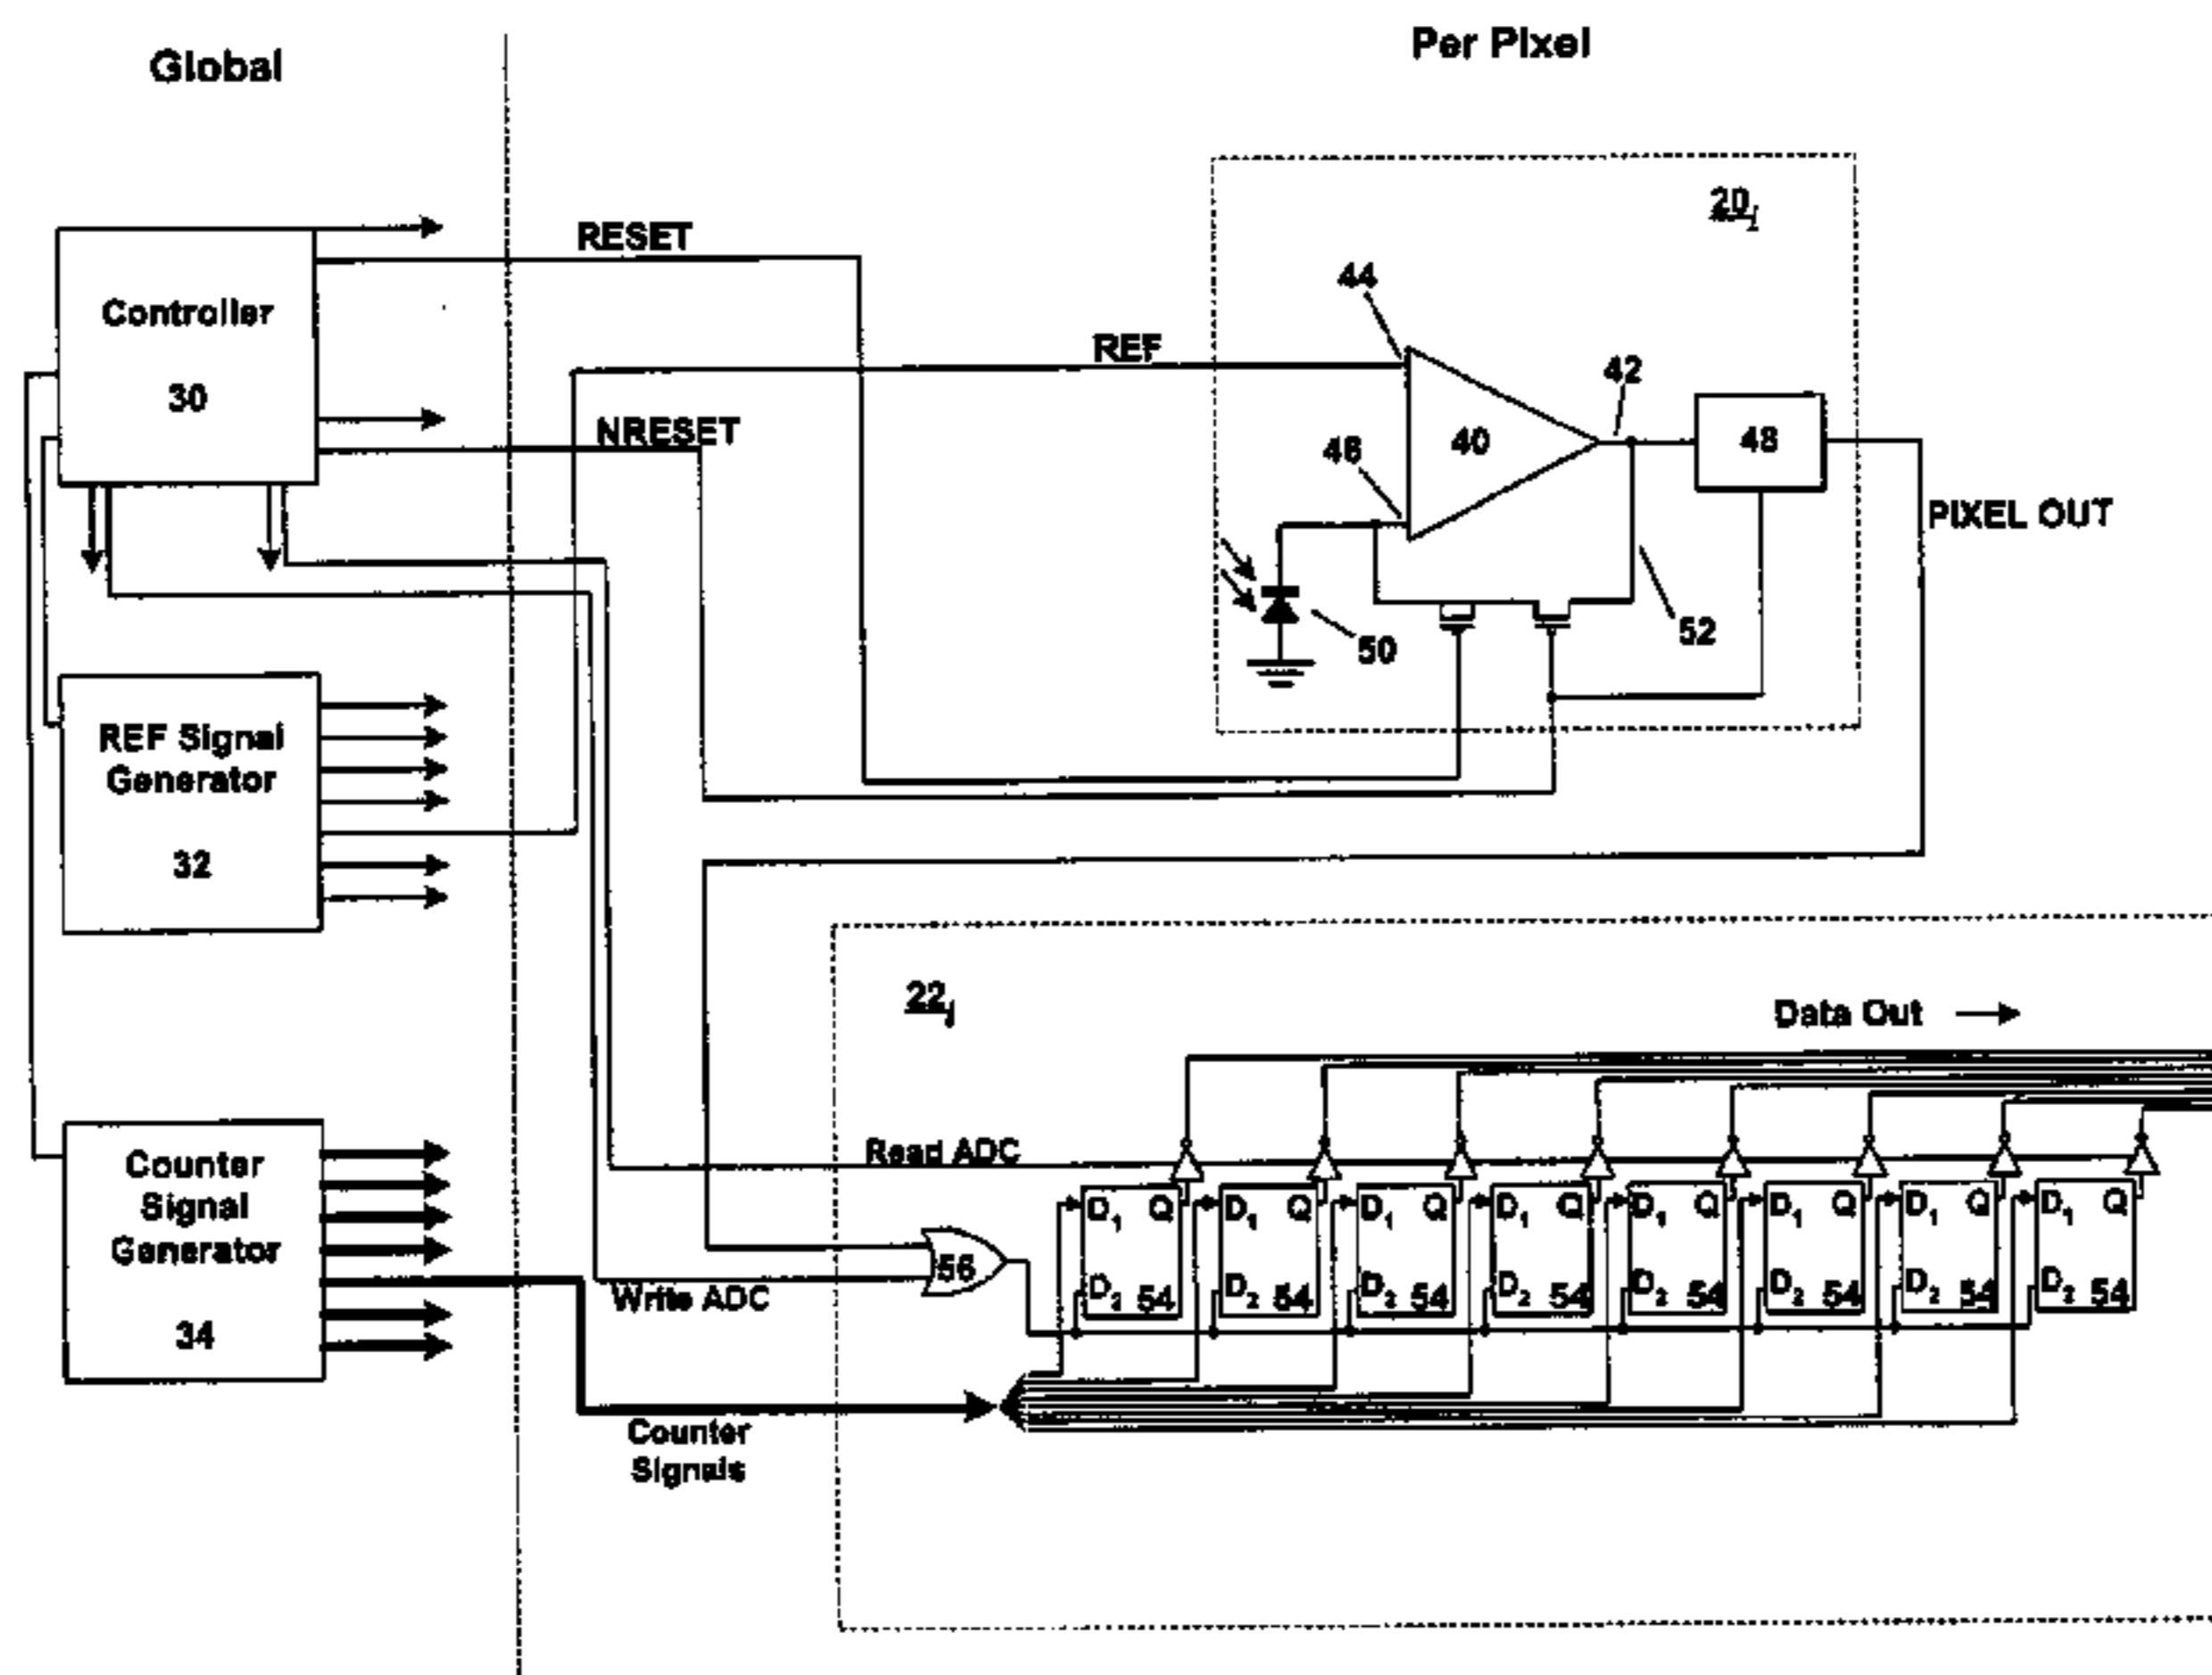 Global
Per Pixel
20j
RESET
Controller
30
44
REF
42
NRESET
46
40
48
PIXEL OUT
50
52
REF Signal
Generator
32
22j
Data Out
Read ADC
Counter
Signal
Generator
34
D1 Q D1 Q D1 Q D1 Q D1 Q D1 Q D1 Q D1 Q
56
D2 54 D2 54 D2 54 D2 54 D2 54 D2 54 D2 54 D2 54
Write ADC
Counter
Signals